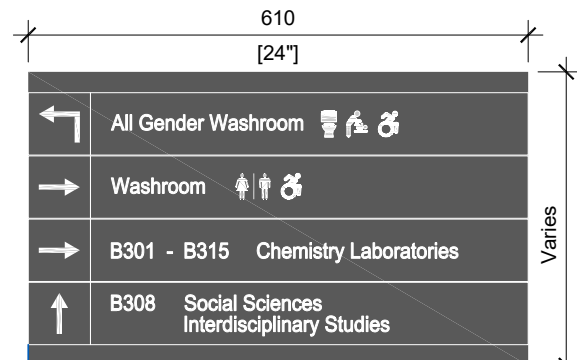 610
[24"]
All Gender Washroom
Washroom
B301 - B315 Chemistry Laboratories
B308 Social Sciences
Interdisciplinary Studies
Varies